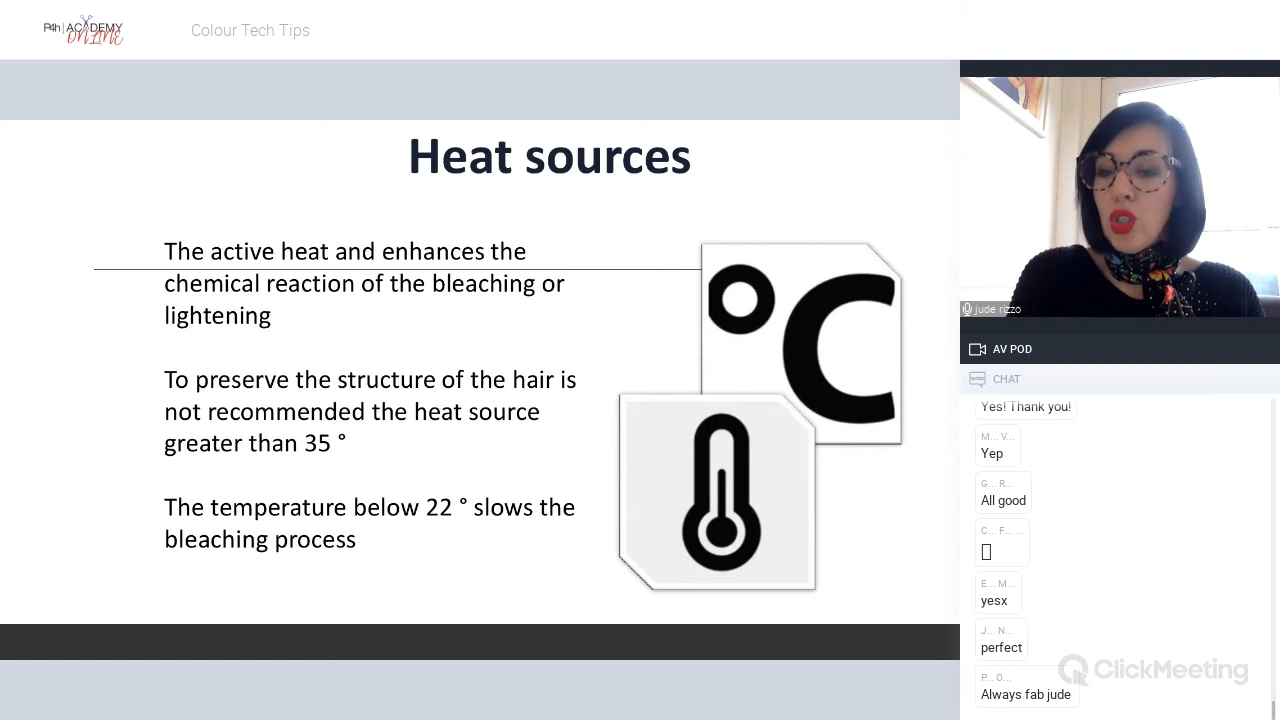 P4h | ACADEMY
ONLINE
Colour Tech Tips
Heat sources
The active heat and enhances the
chemical reaction of the bleaching or
lightening
To preserve the structure of the hair is
not recommended the heat source
greater than 35 °
The temperature below 22 ° slows the
bleaching process
°C
jude rizzo
AV POD
CHAT
Yes! Thank you!
M... V...
Yep
G... R...
All good
C... F... ...
E... M...
yesx
J... N...
perfect
P... O...
Always fab jude
ClickMeeting